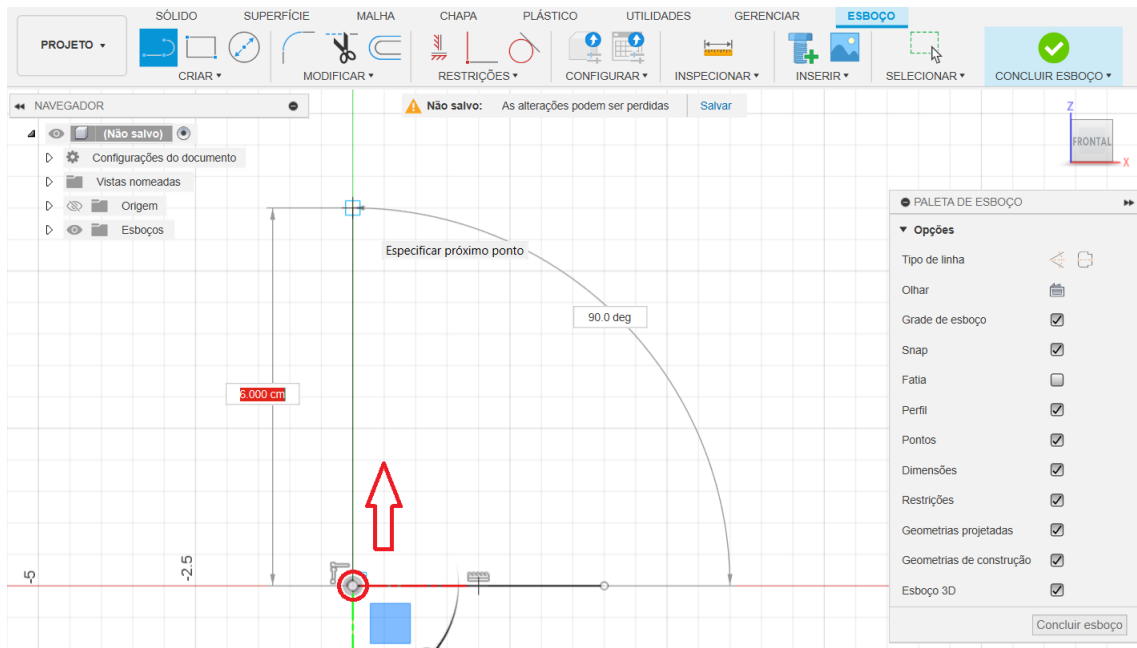 SÓLIDO SUPERFÍCIE MALHA CHAPA PLÁSTICO UTILIDADES GERENCIAR ESBOÇO
PROJETO
CRIAR MODIFICAR RESTRIÇÕES CONFIGURAR INSPECIONAR INSERIR SELECIONAR CONCLUIR ESBOÇO
NAVEGADOR
Não salvo: As alterações podem ser perdidas Salvar
(Não salvo)
Configurações do documento
Vistas nomeadas
Origem
Esboços
Z
FRONTAL
X
Especificar próximo ponto
90.0 deg
6.000 cm
-5
-2.5
PALETA DE ESBOÇO
Opções
Tipo de linha
Olhar
Grade de esboço
Snap
Fatia
Perfil
Pontos
Dimensões
Restrições
Geometrias projetadas
Geometrias de construção
Esboço 3D
Concluir esboço